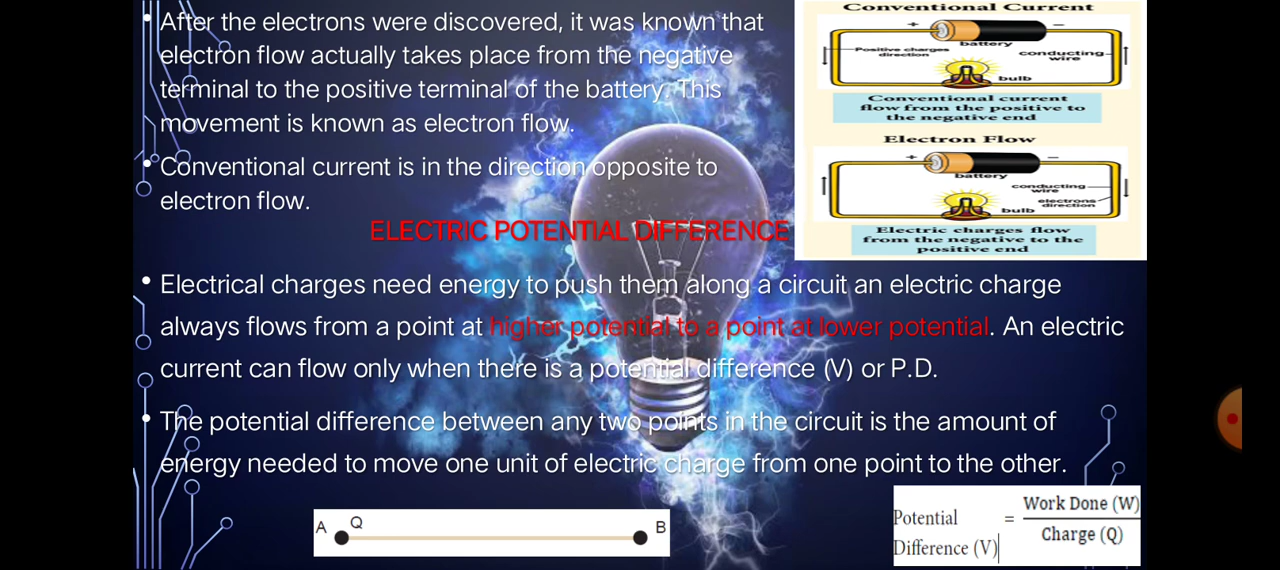 • After the electrons were discovered, it was known that
electron flow actually takes place from the negative
terminal to the positive terminal of the battery. This
movement is known as electron flow.
• Conventional current is in the direction opposite to
electron flow.
Conventional Current
+ −
battery
Positive charges
direction
conducting
wire
bulb
Conventional current
flow from the positive to
the negative end
Electron Flow
+ −
battery
conducting
wire
electrons
direction
bulb
Electric charges flow
from the negative to the
positive end
ELECTRIC POTENTIAL DIFFERENCE
• Electrical charges need energy to push them along a circuit an electric charge
always flows from a point at higher potential to a point at lower potential. An electric
current can flow only when there is a potential difference (V) or P.D.
• The potential difference between any two points in the circuit is the amount of
energy needed to move one unit of electric charge from one point to the other.
A Q B
Potential
Difference (V)
=
Work Done (W)
Charge (Q)